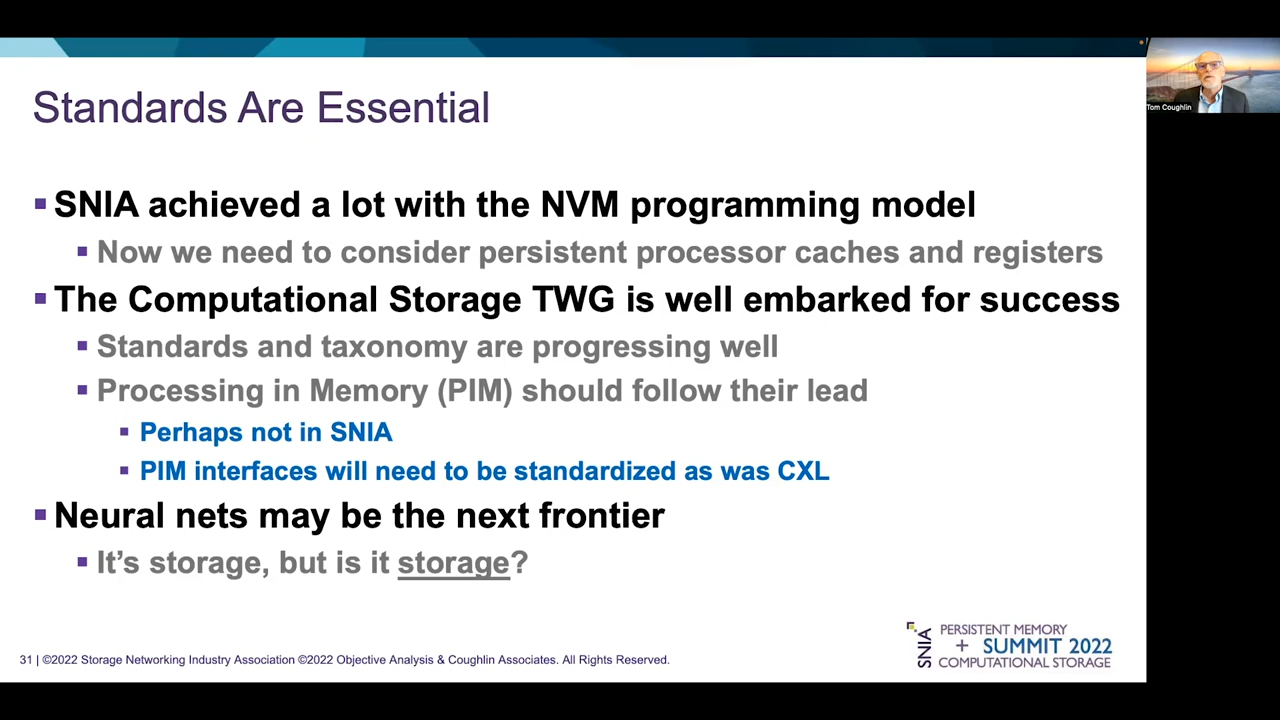 Standards Are Essential
Tom Coughlin
SNIA achieved a lot with the NVM programming model
Now we need to consider persistent processor caches and registers
The Computational Storage TWG is well embarked for success
Standards and taxonomy are progressing well
Processing in Memory (PIM) should follow their lead
Perhaps not in SNIA
PIM interfaces will need to be standardized as was CXL
Neural nets may be the next frontier
It's storage, but is it storage?
31 | ©2022 Storage Networking Industry Association ©2022 Objective Analysis & Coughlin Associates. All Rights Reserved.
SNIA
PERSISTENT MEMORY
+ SUMMIT 2022
COMPUTATIONAL STORAGE